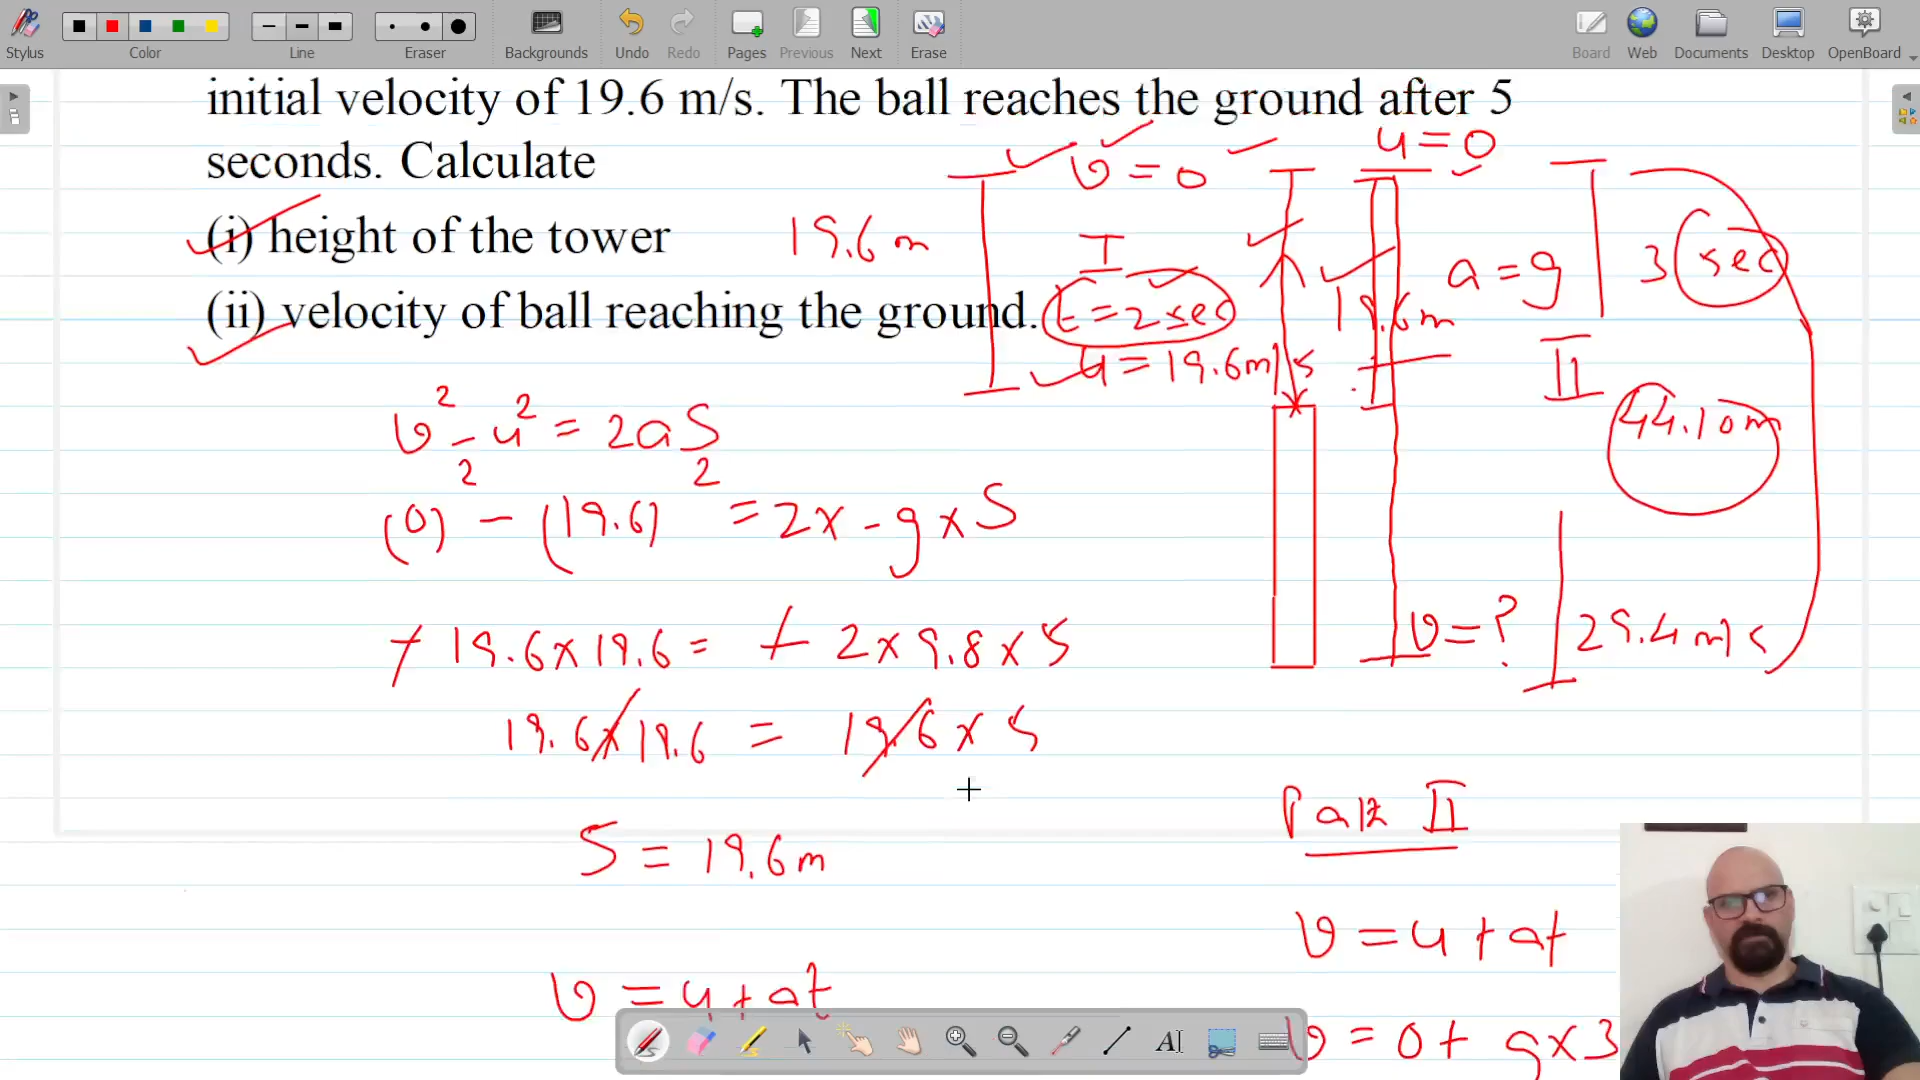 Stylus Color Line Eraser Backgrounds Undo Redo Pages Previous Next Erase Board Web Documents Desktop OpenBoard
initial velocity of 19.6 m/s. The ball reaches the ground after 5
seconds. Calculate
(i) height of the tower
(ii) velocity of ball reaching the ground.
19.6 m
v = 0
u = 0
I
t = 2 sec
u = 19.6 m/s
19.6 m
a = g
3 sec
II
44.10 m
v = ?
29.4 m/s
v² - u² = 2aS
(0)² - (19.6)² = 2 x - g x S
- 19.6 x 19.6 = - 2 x 9.8 x S
19.6 x 19.6 = 19.6 x S
S = 19.6 m
v = u + at
Part II
v = u + at
v = 0 + g x 3